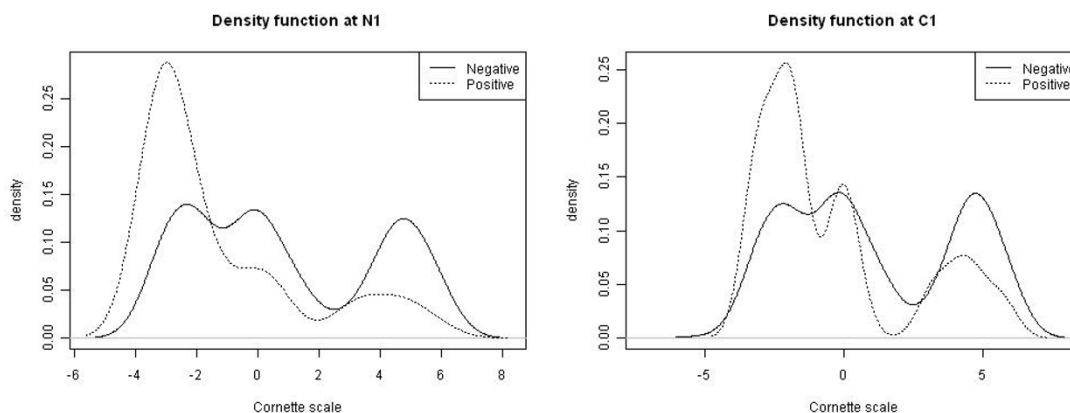 Density function at N1
Negative
Positive
density
0.00
0.05
0.10
0.15
0.20
0.25
-6
-4
-2
0
2
4
6
8
Cornette scale
Density function at C1
Negative
Positive
density
0.00
0.05
0.10
0.15
0.20
0.25
-5
0
5
Cornette scale